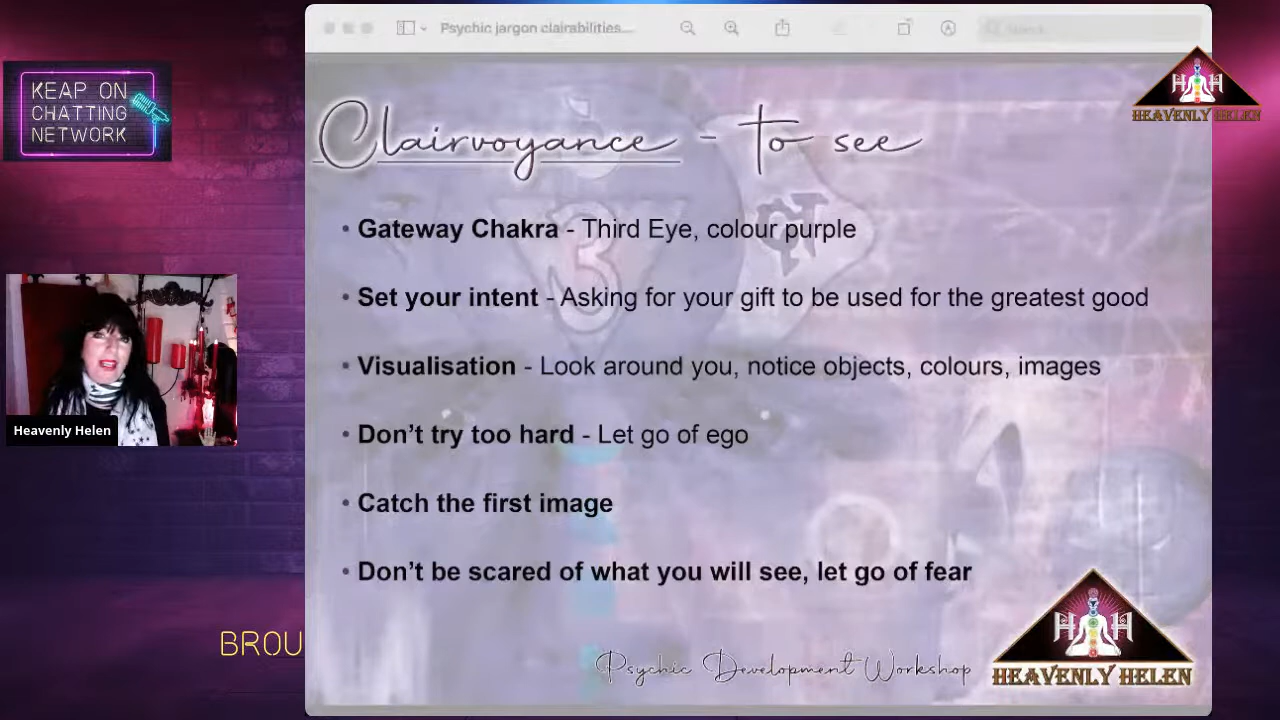 Psychic jargon clairabilities...
KEAP ON
CHATTING
NETWORK
HEAVENLY HELEN
Clairvoyance - to see
• Gateway Chakra - Third Eye, colour purple
• Set your intent - Asking for your gift to be used for the greatest good
• Visualisation - Look around you, notice objects, colours, images
• Don't try too hard - Let go of ego
• Catch the first image
• Don't be scared of what you will see, let go of fear
Heavenly Helen
BROU
Psychic Development Workshop
H H
HEAVENLY HELEN